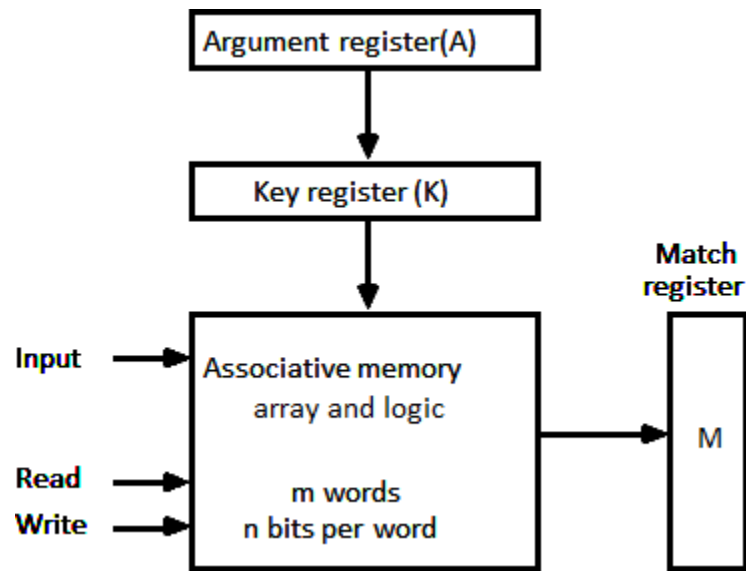 Argument register(A)
Key register (K)
Match
register
Input
Associative memory
array and logic
M
Read
m words
Write
n bits per word